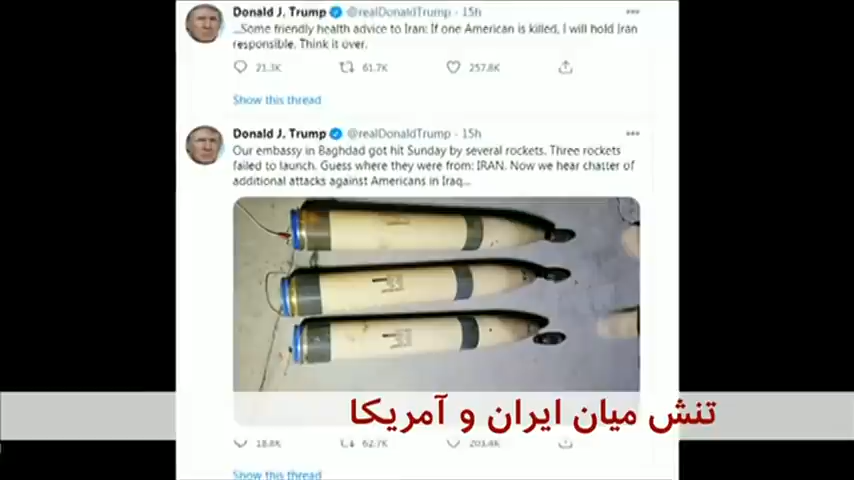 Donald J. Trump @realDonaldTrump · 15h
...Some friendly health advice to Iran: If one American is killed, I will hold Iran
responsible. Think it over.
21.3K 61.7K 257.8K
Show this thread
Donald J. Trump @realDonaldTrump · 15h
Our embassy in Baghdad got hit Sunday by several rockets. Three rockets
failed to launch. Guess where they were from: IRAN. Now we hear chatter of
additional attacks against Americans in Iraq...
تنش میان ایران و آمریکا
18.8K 62.7K 203.4K
Show this thread